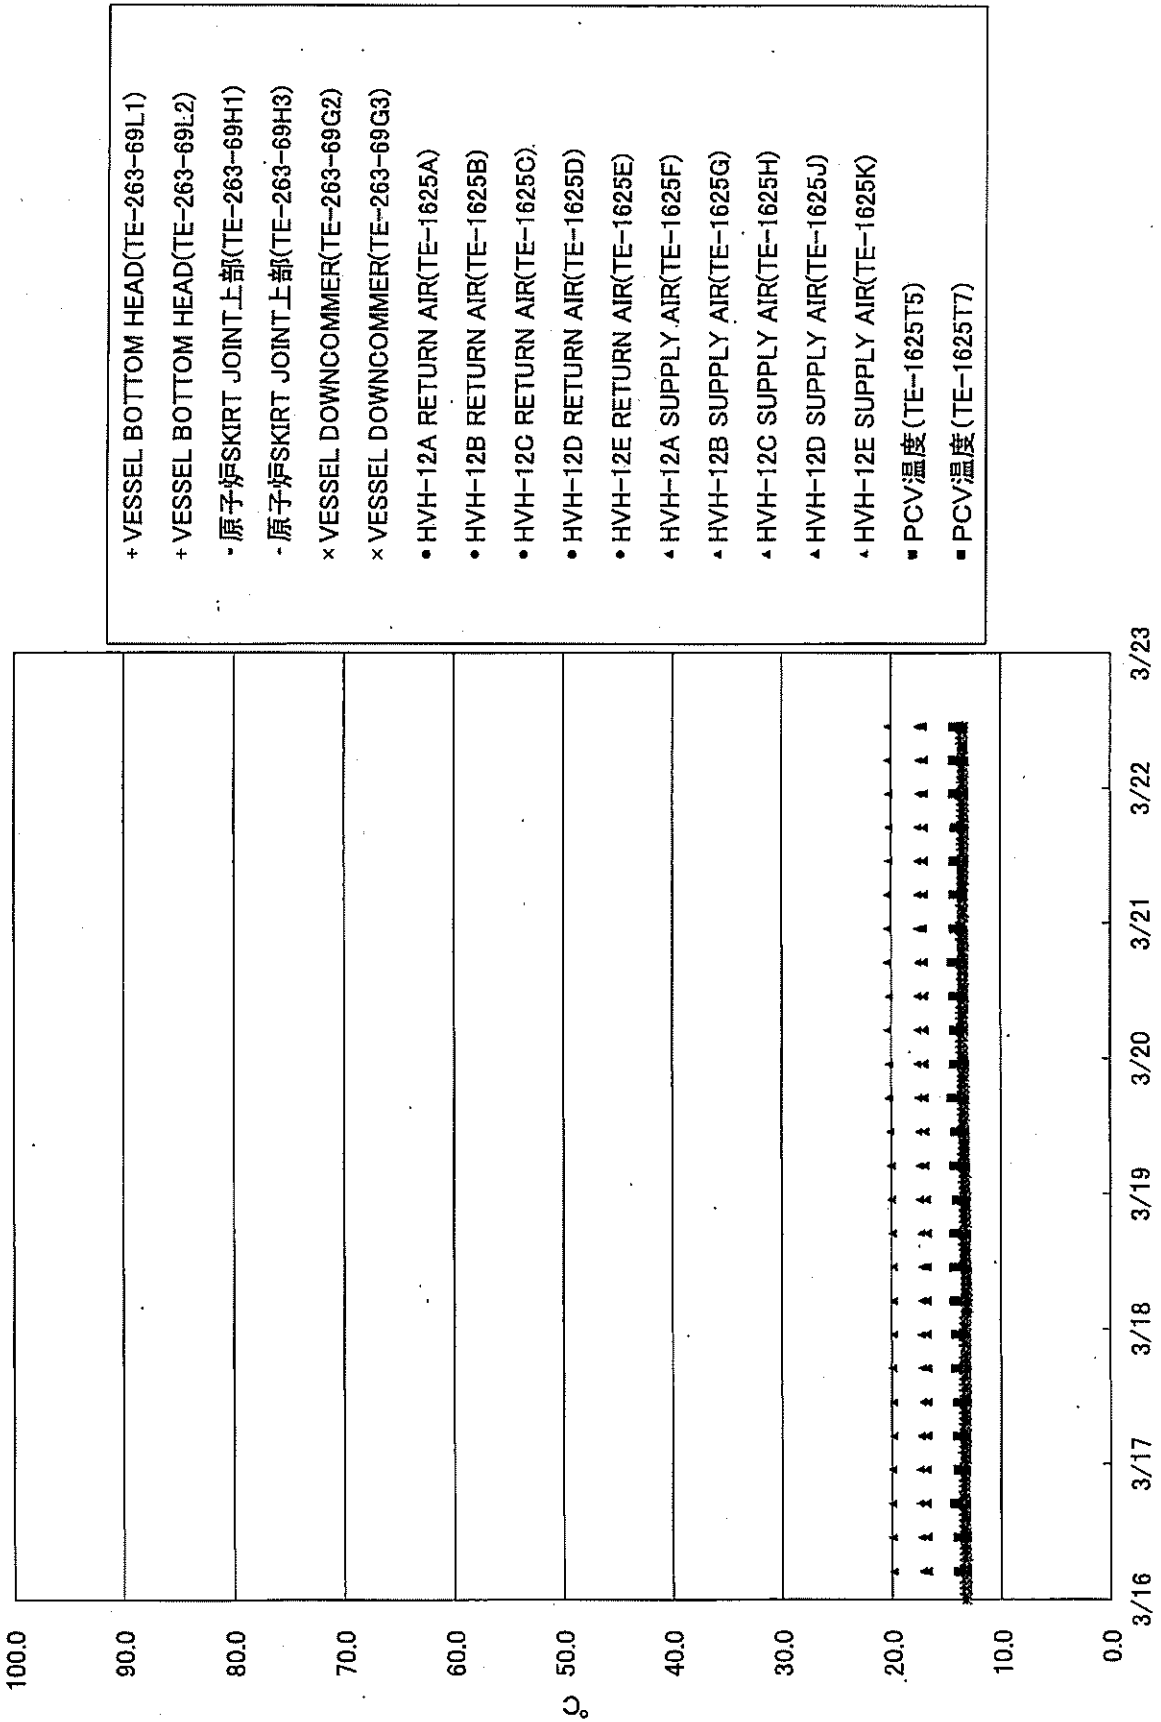 100.0
90.0
80.0
70.0
60.0
50.0
40.0
30.0
20.0
10.0
0.0
℃
3/16
3/17
3/18
3/19
3/20
3/21
3/22
3/23
+ VESSEL BOTTOM HEAD(TE-263-69L1)
+ VESSEL BOTTOM HEAD(TE-263-69L2)
- 原子炉SKIRT JOINT上部(TE-263-69H1)
- 原子炉SKIRT JOINT上部(TE-263-69H3)
× VESSEL DOWNCOMMER(TE-263-69G2)
× VESSEL DOWNCOMMER(TE-263-69G3)
● HVH-12A RETURN AIR(TE-1625A)
● HVH-12B RETURN AIR(TE-1625B)
● HVH-12C RETURN AIR(TE-1625C)
● HVH-12D RETURN AIR(TE-1625D)
● HVH-12E RETURN AIR(TE-1625E)
▲ HVH-12A SUPPLY AIR(TE-1625F)
▲ HVH-12B SUPPLY AIR(TE-1625G)
▲ HVH-12C SUPPLY AIR(TE-1625H)
▲ HVH-12D SUPPLY AIR(TE-1625J)
▲ HVH-12E SUPPLY AIR(TE-1625K)
■ PCV温度(TE-1625T5)
■ PCV温度(TE-1625T7)